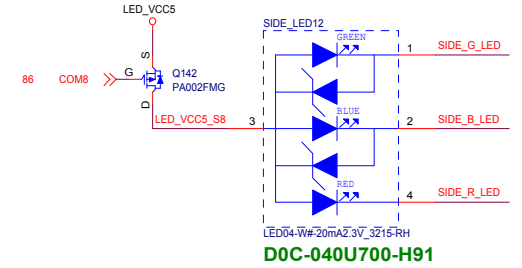 LED_VCC5
SIDE_LED12
GREEN
1
SIDE_G_LED
S
86
COM8
G
Q142
PA002FMG
D
BLUE
LED_VCC5_S8
3
2
SIDE_B_LED
RED
4
SIDE_R_LED
LED04-W#-20mA2.3V_3215-RH
D0C-040U700-H91